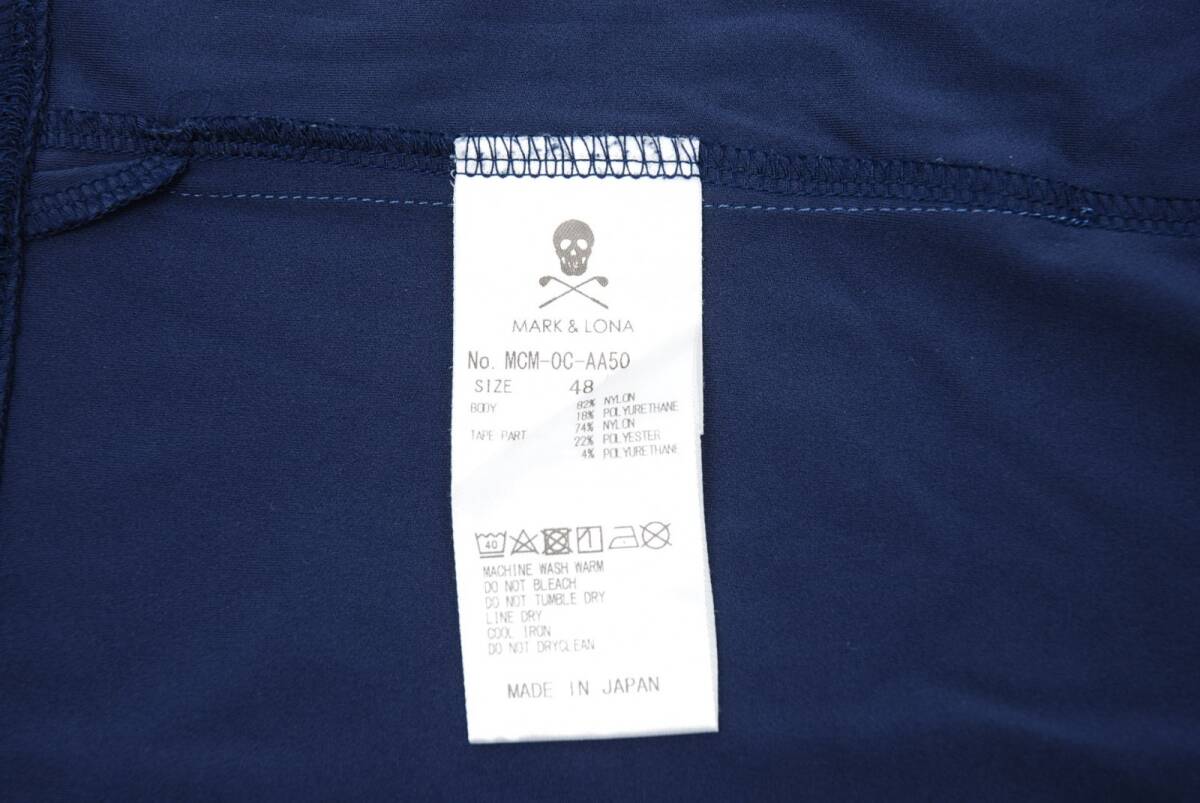 MARK & LONA
No. MCM-OC-AA50
SIZE 48
BODY 82% NYLON
18% POLYURETHANE
TAPE PART 74% NYLON
22% POLYESTER
4% POLYURETHANE
40
MACHINE WASH WARM
DO NOT BLEACH
DO NOT TUMBLE DRY
LINE DRY
COOL IRON
DO NOT DRYCLEAN
MADE IN JAPAN